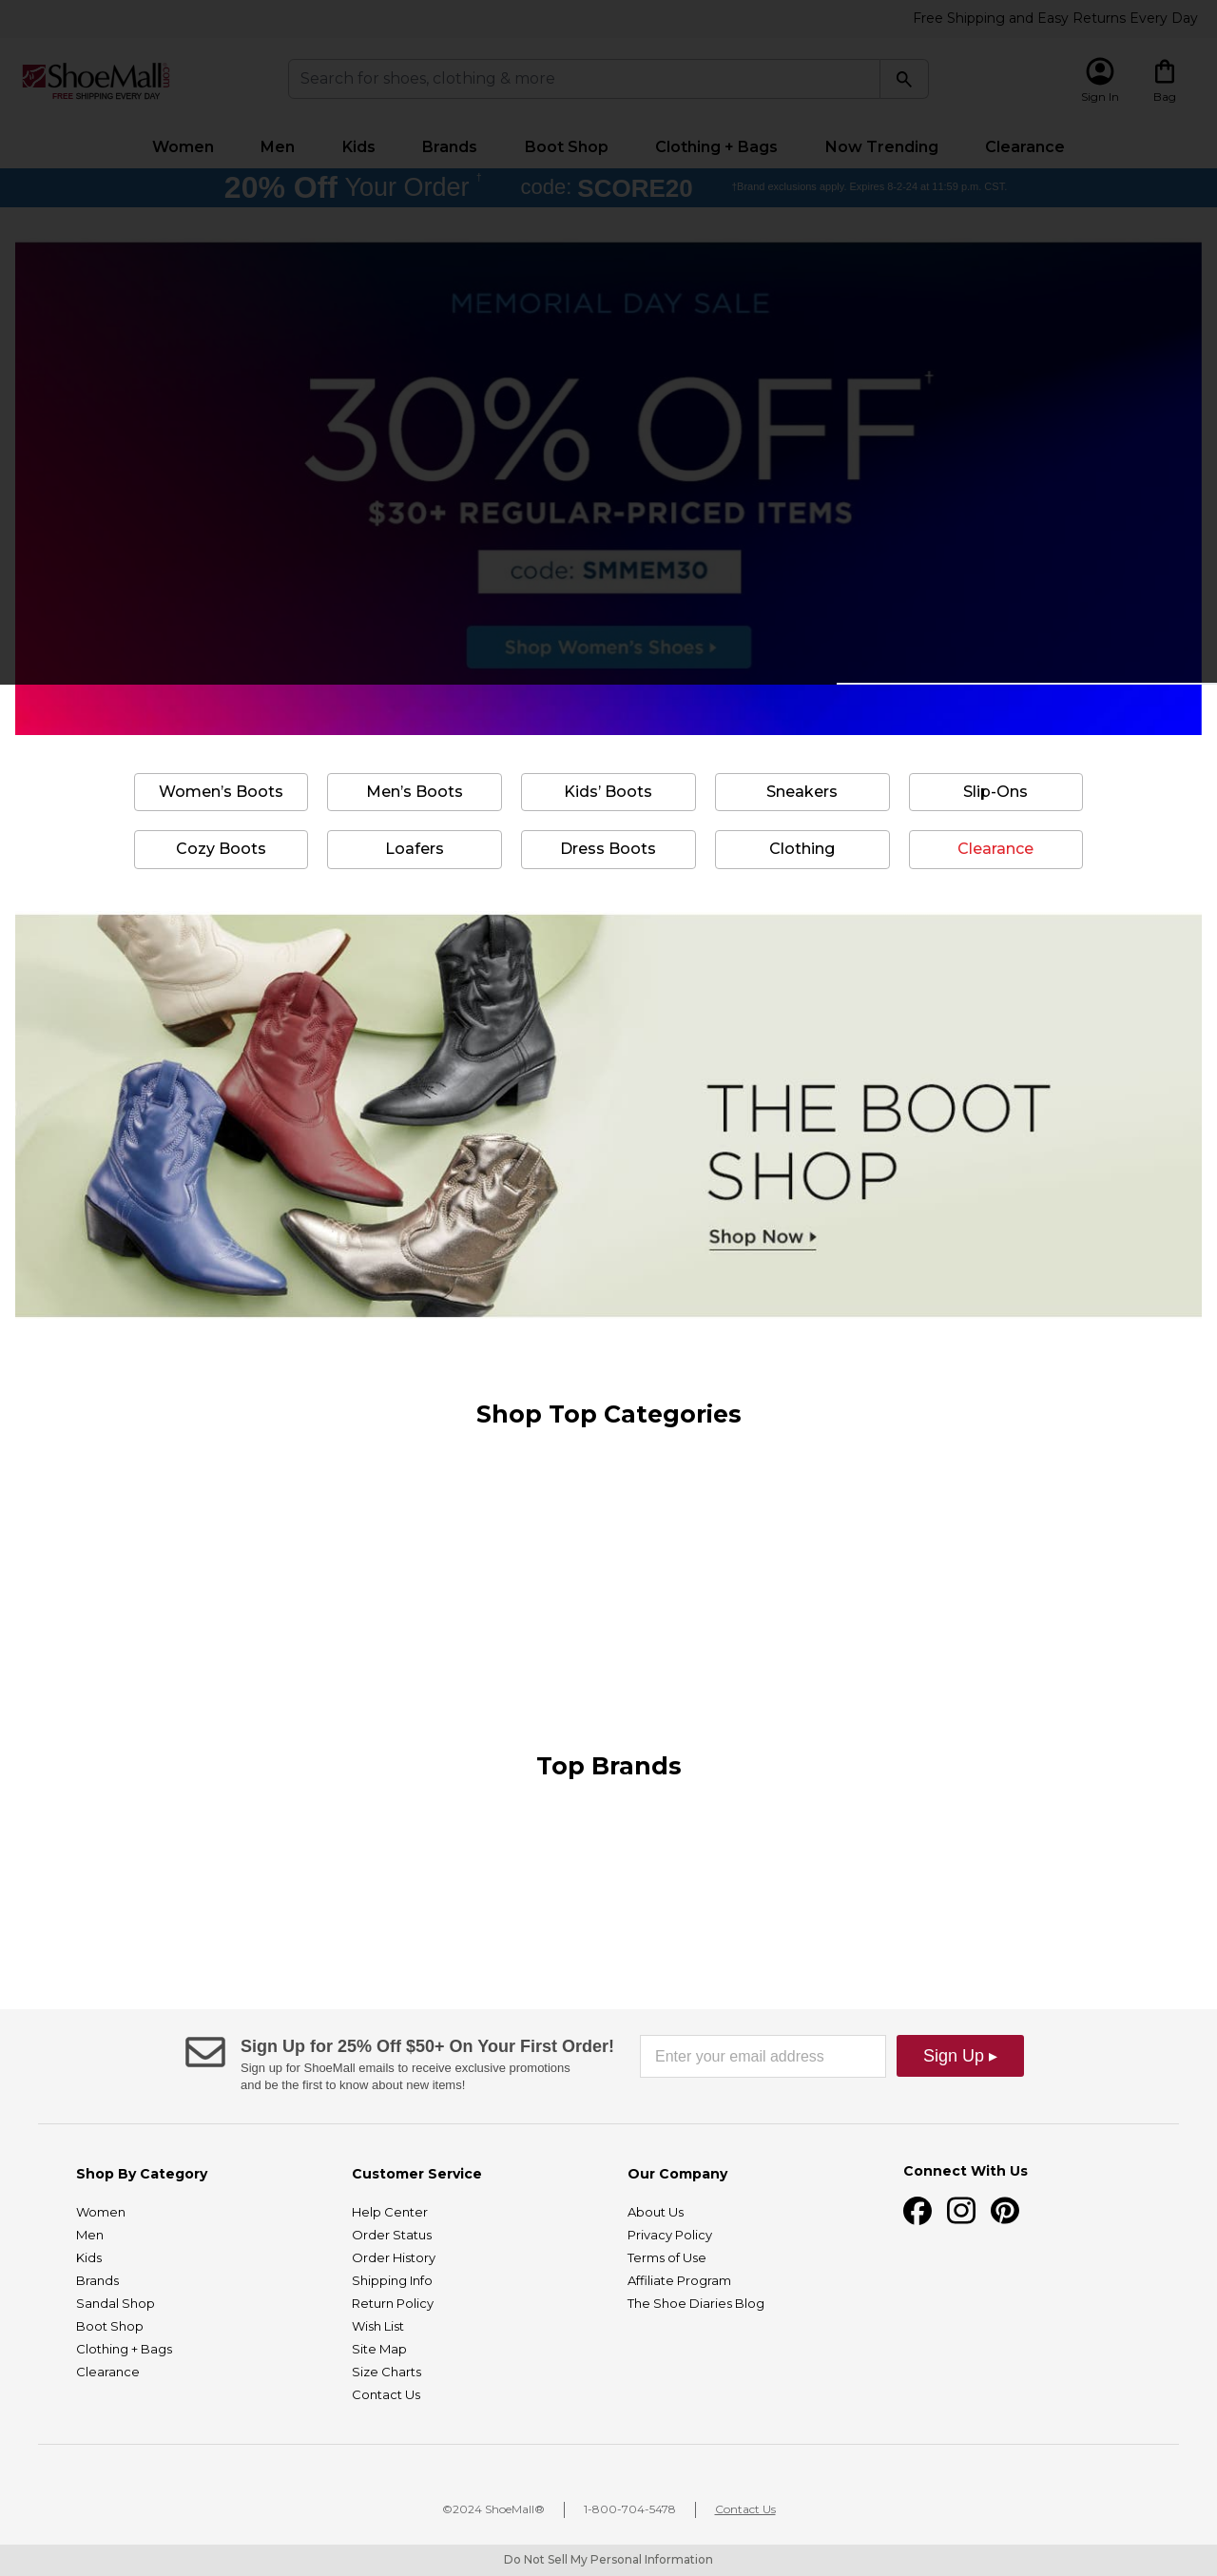 Free Shipping and Easy Returns Every Day
ShoeMall.com
FREE SHIPPING EVERY DAY
Search for shoes, clothing & more
Sign In
Bag
Women Men Kids Brands Boot Shop Clothing + Bags Now Trending Clearance
20% Off Your Order † code: SCORE20 †Brand exclusions apply. Expires 8-2-24 at 11:59 p.m. CST.
MEMORIAL DAY SALE
30% OFF†
$30+ REGULAR-PRICED ITEMS
code: SMMEM30
Shop Women's Shoes
Women’s Boots Men’s Boots Kids’ Boots Sneakers Slip-Ons
Cozy Boots Loafers Dress Boots Clothing Clearance
THE BOOT
SHOP
Shop Now
Shop Top Categories
Top Brands
Sign Up for 25% Off $50+ On Your First Order!
Sign up for ShoeMall emails to receive exclusive promotions
and be the first to know about new items!
Enter your email address
Sign Up ▸
Shop By Category
Women
Men
Kids
Brands
Sandal Shop
Boot Shop
Clothing + Bags
Clearance
Customer Service
Help Center
Order Status
Order History
Shipping Info
Return Policy
Wish List
Site Map
Size Charts
Contact Us
Our Company
About Us
Privacy Policy
Terms of Use
Affiliate Program
The Shoe Diaries Blog
Connect With Us
©2024 ShoeMall® 1-800-704-5478 Contact Us
Do Not Sell My Personal Information